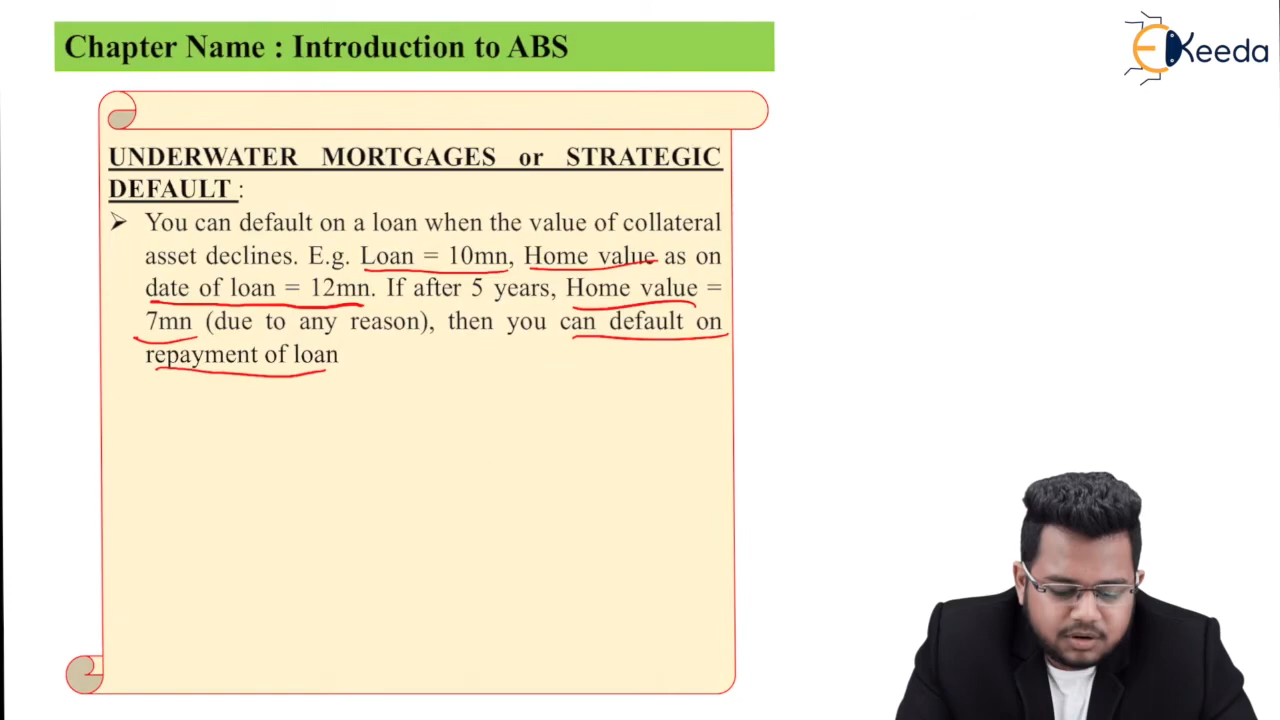 Chapter Name : Introduction to ABS
EKeeda
UNDERWATER MORTGAGES or STRATEGIC
DEFAULT :
➢ You can default on a loan when the value of collateral
asset declines. E.g. Loan = 10mn, Home value as on
date of loan = 12mn. If after 5 years, Home value =
7mn (due to any reason), then you can default on
repayment of loan